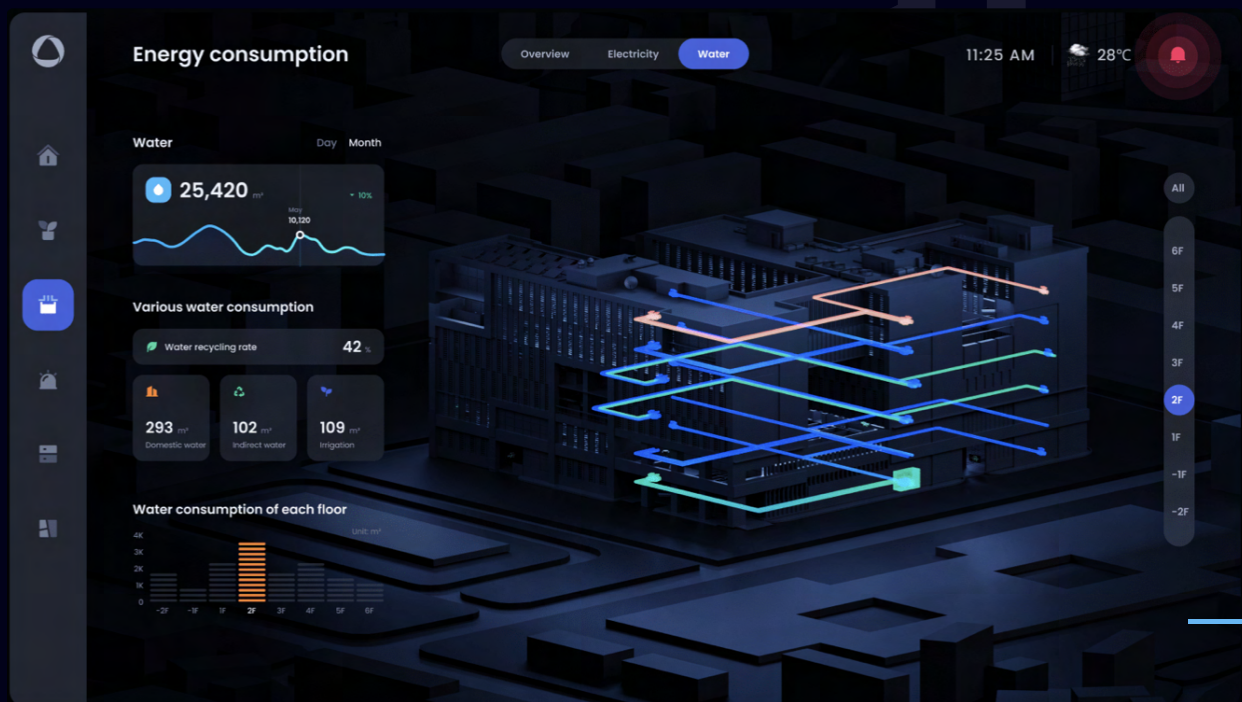 Energy consumption
Overview Electricity Water
11:25 AM 28°C
Water Day Month
25,420 m³ 10%
May
10,120
Various water consumption
Water recycling rate 42 %
293 m³ 102 m³ 109 m³
Domestic water Indirect water Irrigation
Water consumption of each floor
Unit: m³
4K
3K
2K
1K
0
-2F -1F 1F 2F 3F 4F 5F 6F
All
6F
5F
4F
3F
2F
1F
-1F
-2F